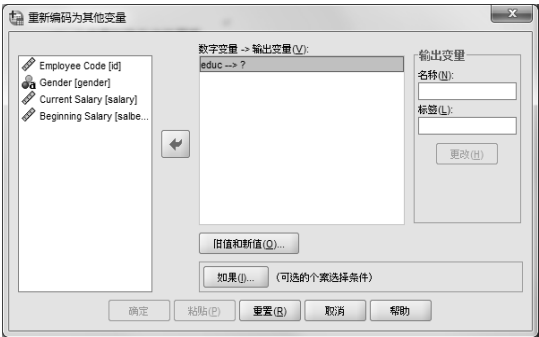 重新编码为其他变量
Employee Code [id]
Gender [gender]
Current Salary [salary]
Beginning Salary [salbe...
数字变量 -> 输出变量(V):
educ --> ?
输出变量
名称(N):
标签(L):
更改(H)
旧值和新值(O)...
如果(I)...
(可选的个案选择条件)
确定
粘贴(P)
重置(R)
取消
帮助